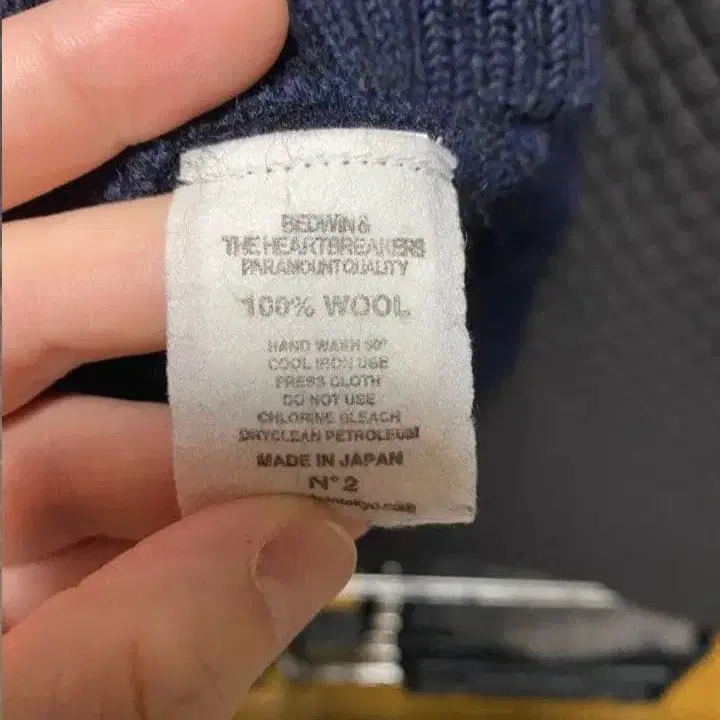 BEDWIN &
THE HEARTBREAKERS
PARAMOUNT QUALITY
100% WOOL
HAND WASH 30°
COOL IRON USE
PRESS CLOTH
DO NOT USE
CHLORINE BLEACH
DRYCLEAN PETROLEUM
MADE IN JAPAN
N° 2